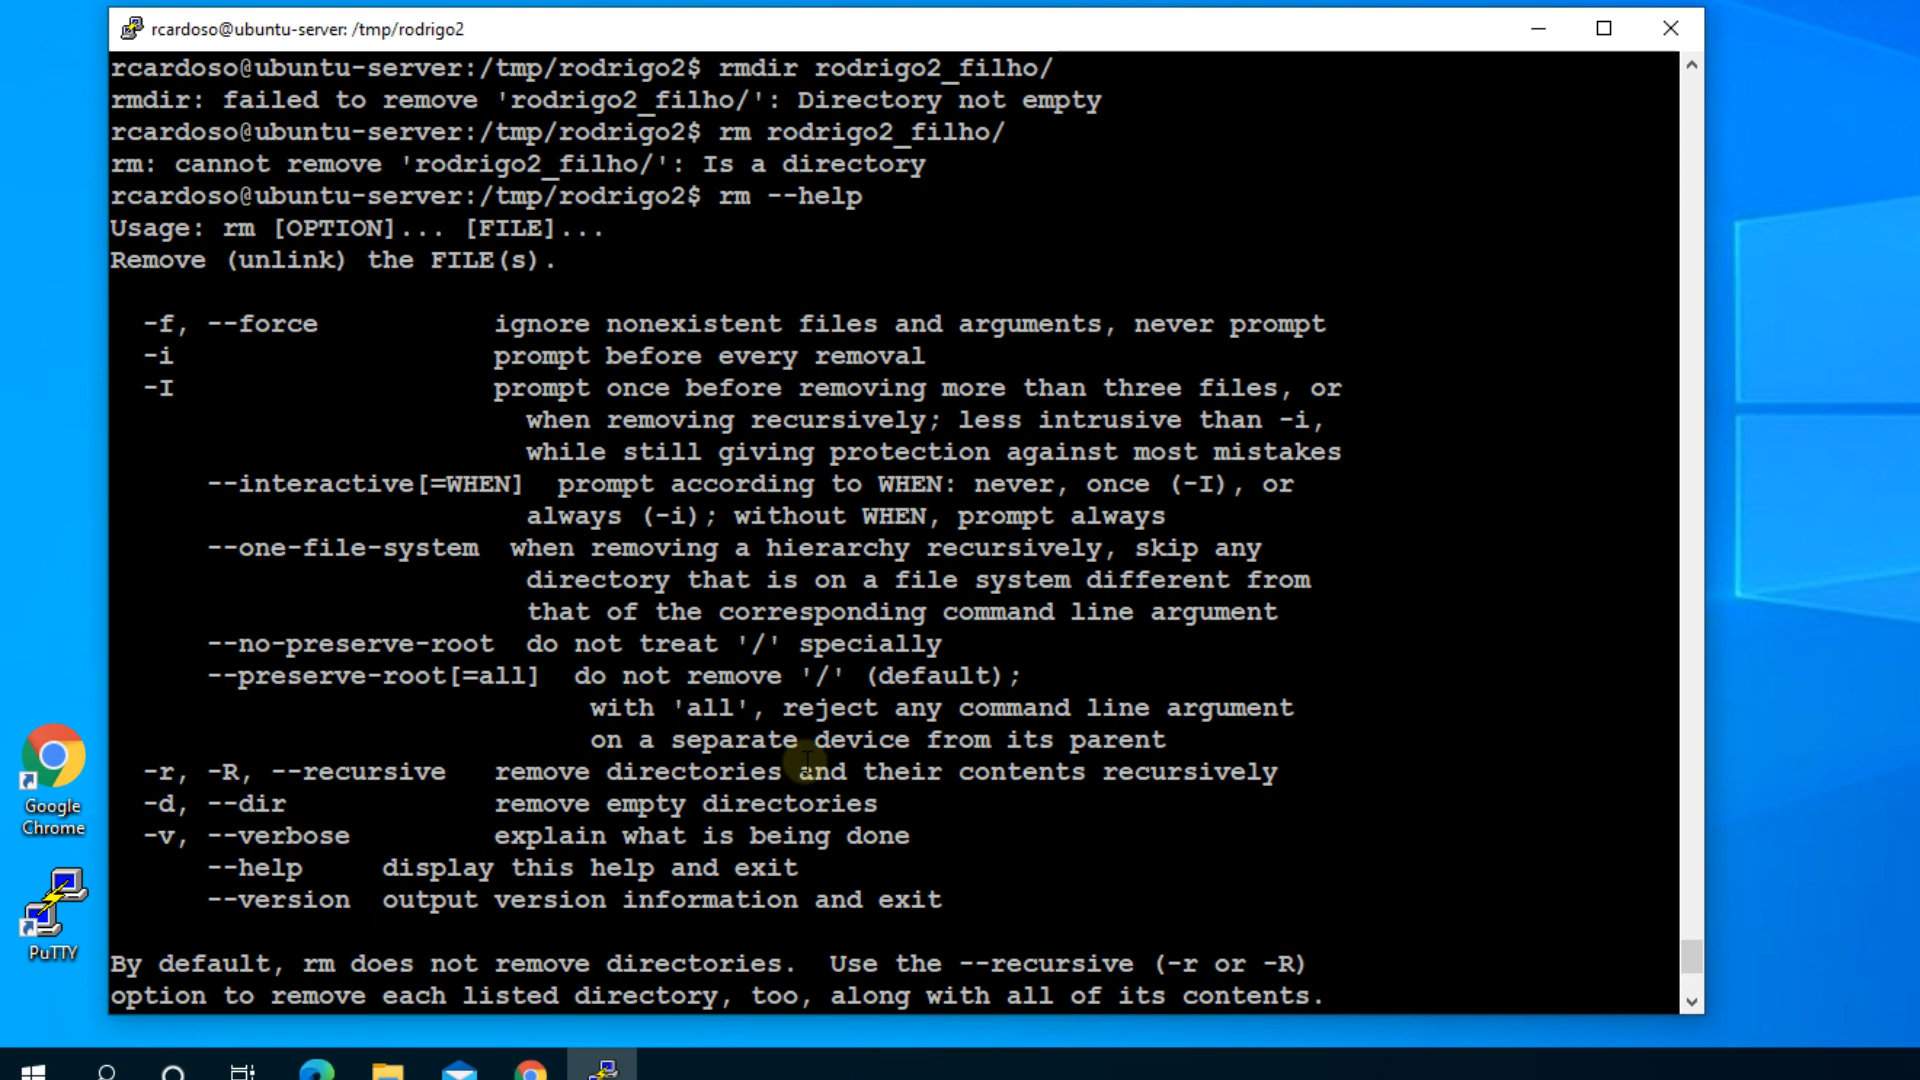 rcardoso@ubuntu-server: /tmp/rodrigo2
rcardoso@ubuntu-server:/tmp/rodrigo2$ rmdir rodrigo2_filho/
rmdir: failed to remove 'rodrigo2_filho/': Directory not empty
rcardoso@ubuntu-server:/tmp/rodrigo2$ rm rodrigo2_filho/
rm: cannot remove 'rodrigo2_filho/': Is a directory
rcardoso@ubuntu-server:/tmp/rodrigo2$ rm --help
Usage: rm [OPTION]... [FILE]...
Remove (unlink) the FILE(s).
-f, --force ignore nonexistent files and arguments, never prompt
-i prompt before every removal
-I prompt once before removing more than three files, or
when removing recursively; less intrusive than -i,
while still giving protection against most mistakes
--interactive[=WHEN] prompt according to WHEN: never, once (-I), or
always (-i); without WHEN, prompt always
--one-file-system when removing a hierarchy recursively, skip any
directory that is on a file system different from
that of the corresponding command line argument
--no-preserve-root do not treat '/' specially
--preserve-root[=all] do not remove '/' (default);
with 'all', reject any command line argument
on a separate device from its parent
-r, -R, --recursive remove directories and their contents recursively
-d, --dir remove empty directories
-v, --verbose explain what is being done
--help display this help and exit
--version output version information and exit
By default, rm does not remove directories. Use the --recursive (-r or -R)
option to remove each listed directory, too, along with all of its contents.
Google
Chrome
PuTTY